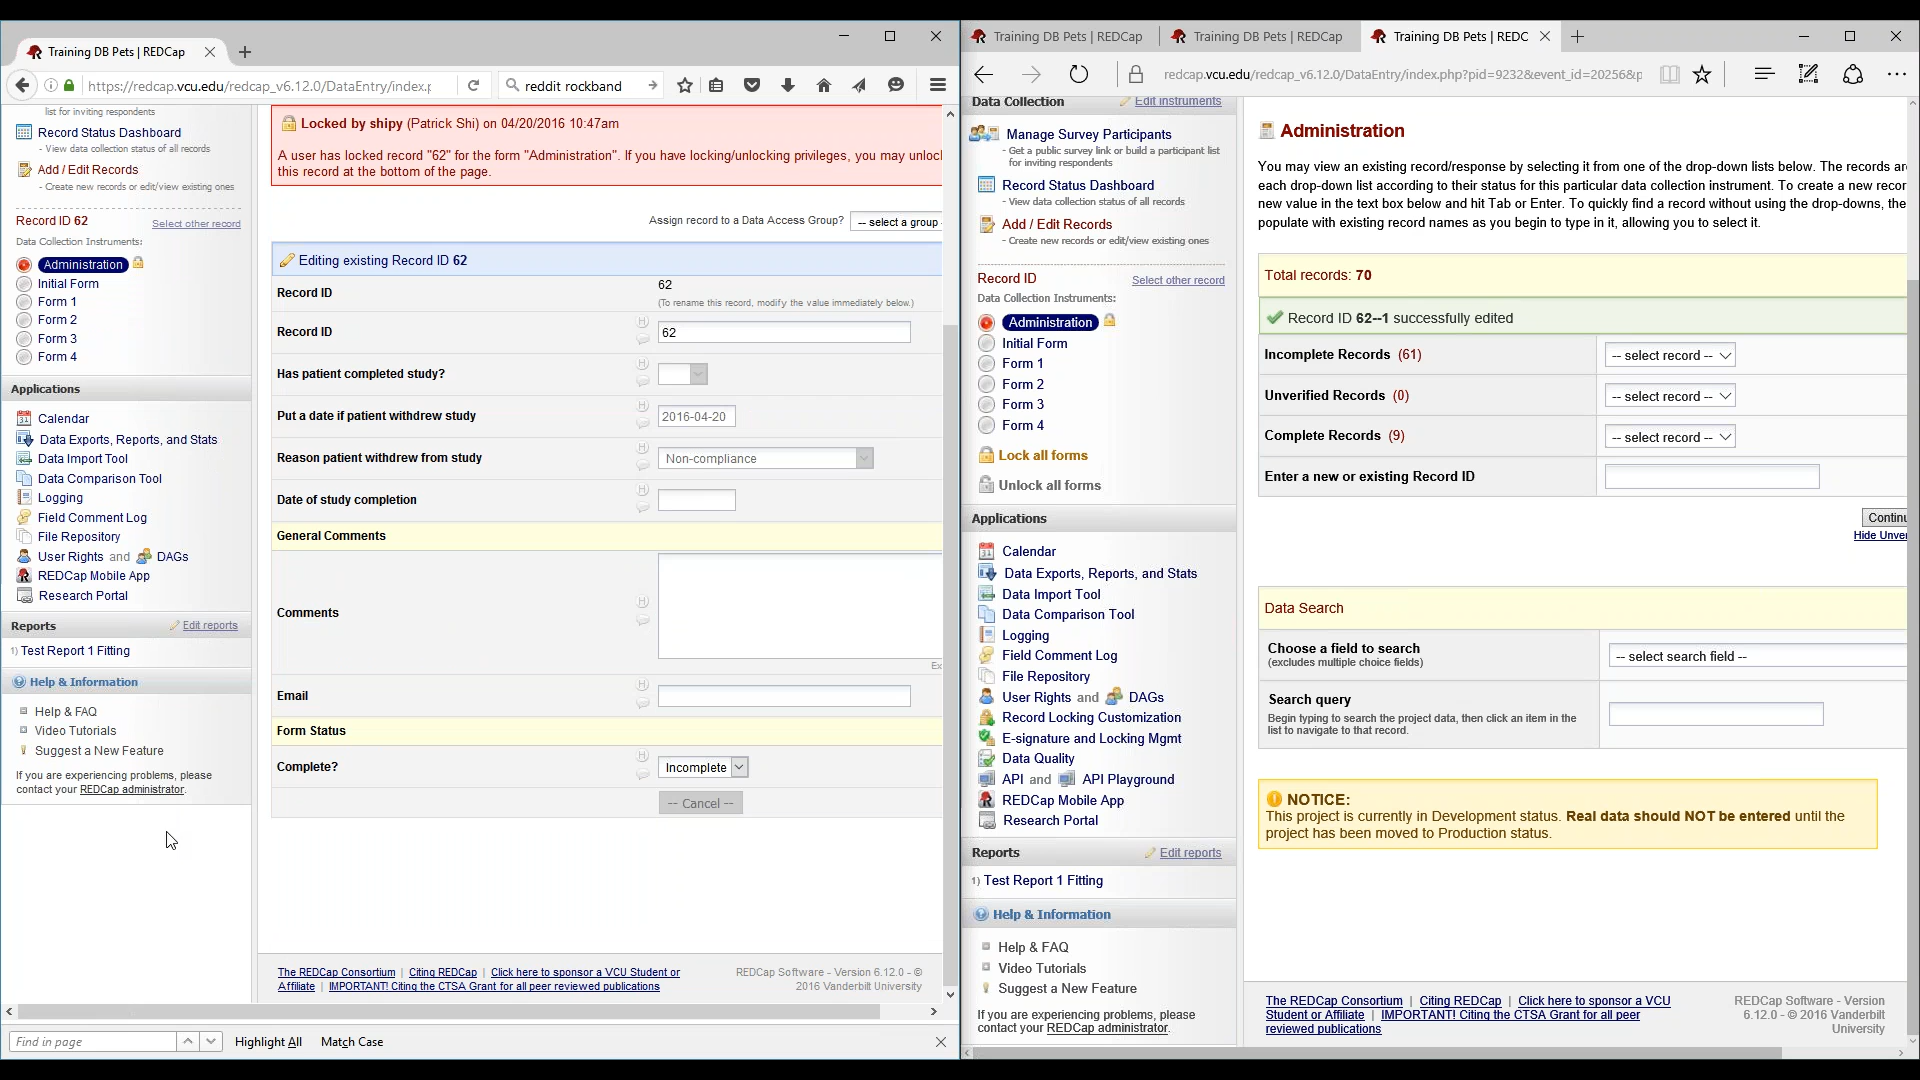 Training DB Pets | REDCap
https://redcap.vcu.edu/redcap_v6.12.0/DataEntry/index.p
reddit rockband
list for inviting respondents
Record Status Dashboard
- View data collection status of all records
Add / Edit Records
- Create new records or edit/view existing ones
Record ID 62
Select other record
Data Collection Instruments:
Administration
Initial Form
Form 1
Form 2
Form 3
Form 4
Applications
Calendar
Data Exports, Reports, and Stats
Data Import Tool
Data Comparison Tool
Logging
Field Comment Log
File Repository
User Rights and DAGs
REDCap Mobile App
Research Portal
Reports
Edit reports
1) Test Report 1 Fitting
Help & Information
Help & FAQ
Video Tutorials
Suggest a New Feature
If you are experiencing problems, please
contact your REDCap administrator.
Locked by shipy (Patrick Shi) on 04/20/2016 10:47am
A user has locked record "62" for the form "Administration". If you have locking/unlocking privileges, you may unloc
this record at the bottom of the page.
Assign record to a Data Access Group?
-- select a group
Editing existing Record ID 62
Record ID
62
(To rename this record, modify the value immediately below.)
Record ID
62
Has patient completed study?
Put a date if patient withdrew study
2016-04-20
Reason patient withdrew from study
Non-compliance
Date of study completion
General Comments
Comments
Ex
Email
Form Status
Complete?
Incomplete
-- Cancel --
The REDCap Consortium | Citing REDCap | Click here to sponsor a VCU Student or
Affiliate | IMPORTANT! Citing the CTSA Grant for all peer reviewed publications
REDCap Software - Version 6.12.0 - ©
2016 Vanderbilt University
Find in page
Highlight All
Match Case
Training DB Pets | REDCap
Training DB Pets | REDCap
Training DB Pets | REDC
redcap.vcu.edu/redcap_v6.12.0/DataEntry/index.php?pid=9232&event_id=20256&p
Data Collection
Edit instruments
Manage Survey Participants
- Get a public survey link or build a participant list
for inviting respondents
Record Status Dashboard
- View data collection status of all records
Add / Edit Records
- Create new records or edit/view existing ones
Record ID
Select other record
Data Collection Instruments:
Administration
Initial Form
Form 1
Form 2
Form 3
Form 4
Lock all forms
Unlock all forms
Applications
Calendar
Data Exports, Reports, and Stats
Data Import Tool
Data Comparison Tool
Logging
Field Comment Log
File Repository
User Rights and DAGs
Record Locking Customization
E-signature and Locking Mgmt
Data Quality
API and API Playground
REDCap Mobile App
Research Portal
Reports
Edit reports
1) Test Report 1 Fitting
Help & Information
Help & FAQ
Video Tutorials
Suggest a New Feature
If you are experiencing problems, please
contact your REDCap administrator.
Administration
You may view an existing record/response by selecting it from one of the drop-down lists below. The records ar
each drop-down list according to their status for this particular data collection instrument. To create a new recor
new value in the text box below and hit Tab or Enter. To quickly find a record without using the drop-downs, the
populate with existing record names as you begin to type in it, allowing you to select it.
Total records: 70
Record ID 62--1 successfully edited
Incomplete Records (61)
-- select record --
Unverified Records (0)
-- select record --
Complete Records (9)
-- select record --
Enter a new or existing Record ID
Continu
Hide Unver
Data Search
Choose a field to search
(excludes multiple choice fields)
-- select search field --
Search query
Begin typing to search the project data, then click an item in the
list to navigate to that record.
NOTICE:
This project is currently in Development status. Real data should NOT be entered until the
project has been moved to Production status.
The REDCap Consortium | Citing REDCap | Click here to sponsor a VCU
Student or Affiliate | IMPORTANT! Citing the CTSA Grant for all peer
reviewed publications
REDCap Software - Version
6.12.0 - © 2016 Vanderbilt
University